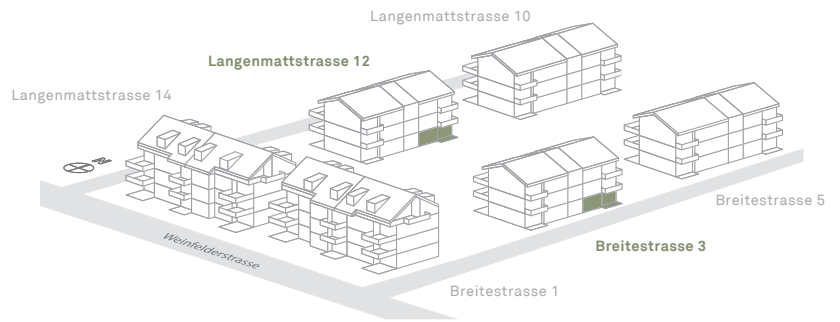 Langenmattstrasse 10
Langenmattstrasse 12
Langenmattstrasse 14
N
Weinfelderstrasse
Breitestrasse 5
Breitestrasse 3
Breitestrasse 1